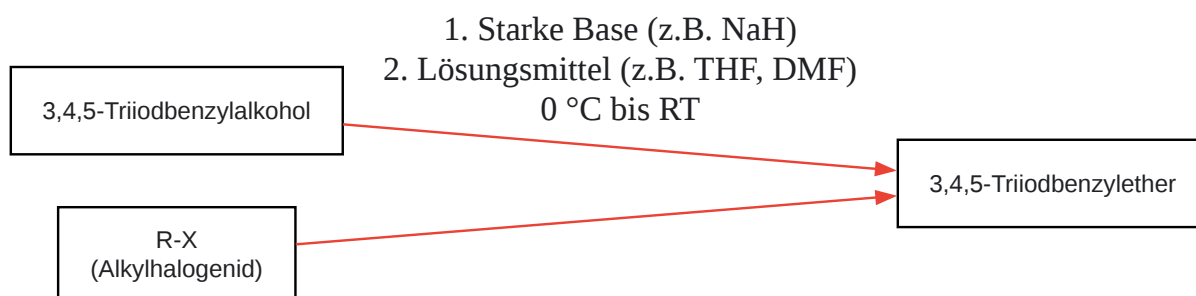 1. Starke Base (z.B. NaH)
2. Lösungsmittel (z.B. THF, DMF)
0 °C bis RT
3,4,5-Triiodbenzylalkohol
3,4,5-Triiodbenzylether
R-X
(Alkylhalogenid)